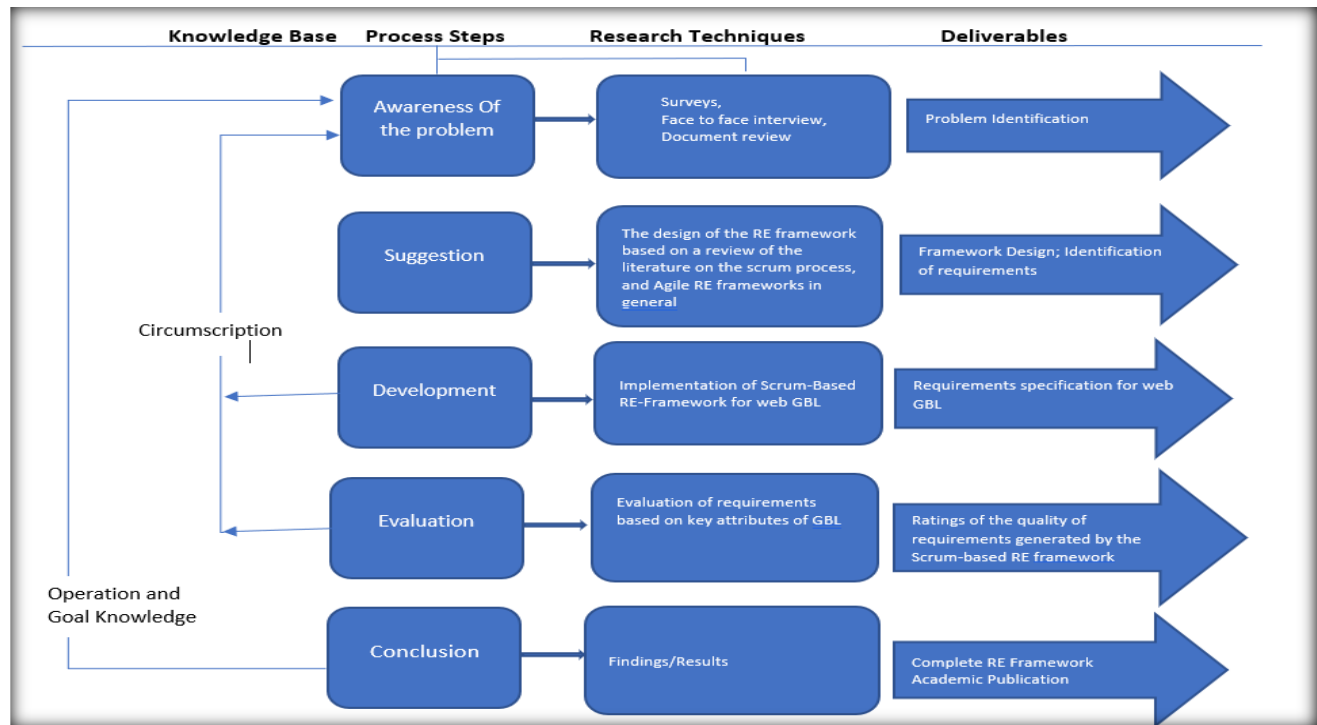 Knowledge Base Process Steps Research Techniques Deliverables
Awareness Of
the problem
Surveys,
Face to face interview,
Document review
Problem Identification
Suggestion
The design of the RE framework
based on a review of the
literature on the scrum process,
and Agile RE frameworks in
general
Framework Design; Identification
of requirements
Circumscription
Development
Implementation of Scrum-Based
RE-Framework for web GBL
Requirements specification for web
GBL
Evaluation
Evaluation of requirements
based on key attributes of GBL
Ratings of the quality of
requirements generated by the
Scrum-based RE framework
Operation and
Goal Knowledge
Conclusion
Findings/Results
Complete RE Framework
Academic Publication